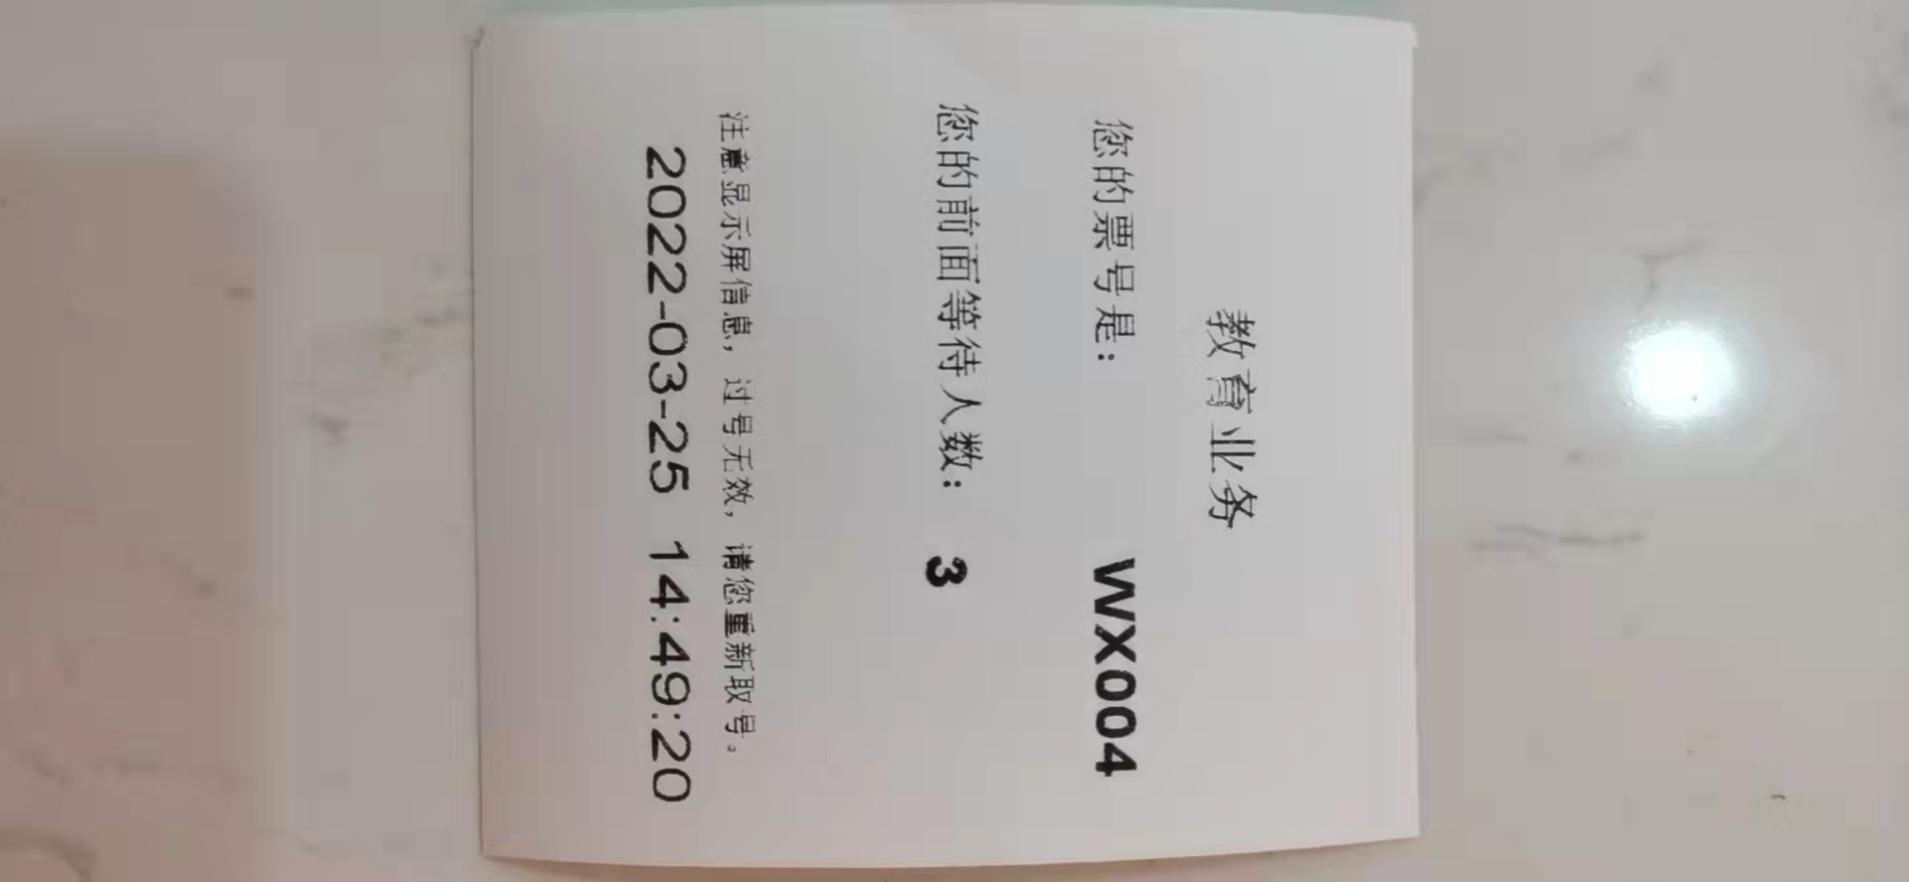 教育业务
您的票号是： WX004
您的前面等待人数： 3
注意显示屏信息，过号无效，请您重新取号。
2022-03-25 14:49:20